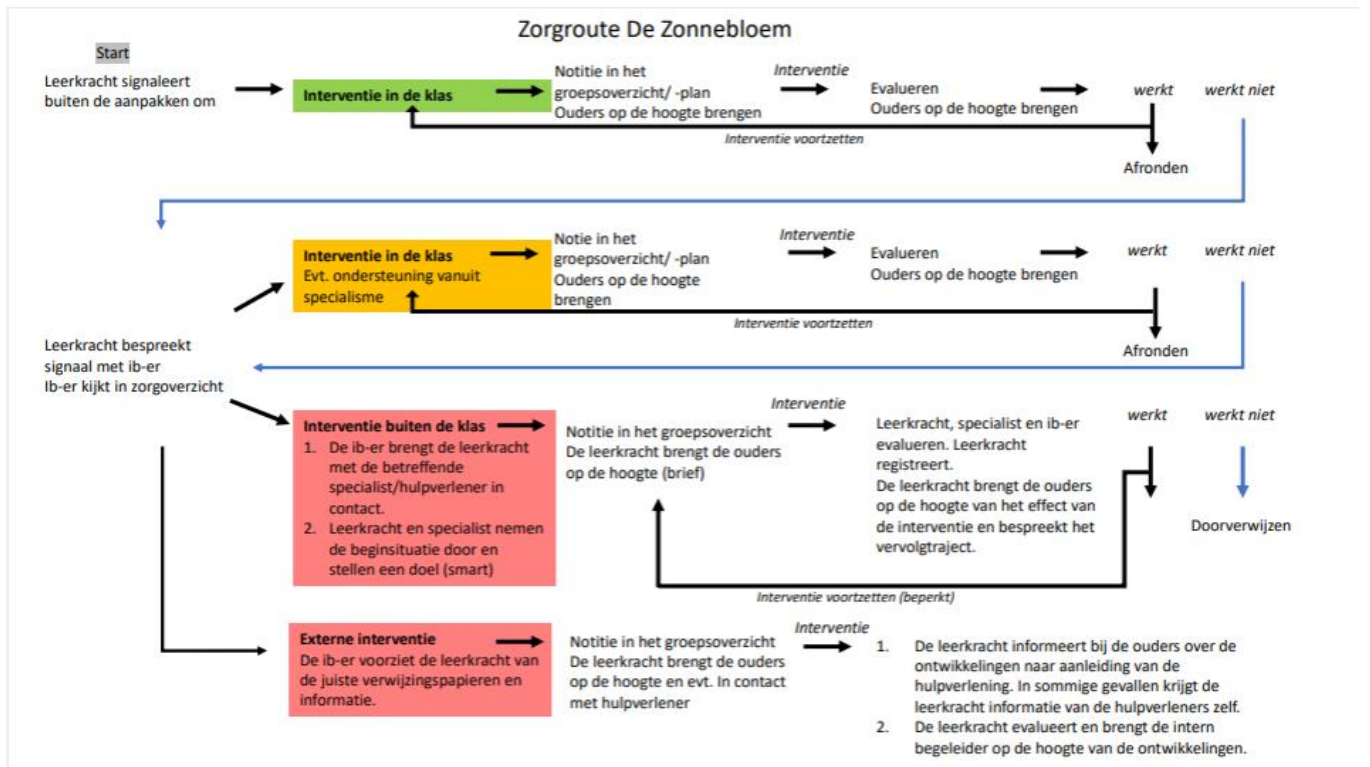 Zorgroute De Zonnebloem
Start
Leerkracht signaleert
buiten de aanpakken om
Interventie in de klas
Notitie in het
groepsoverzicht/ -plan
Ouders op de hoogte brengen
Interventie
Evalueren
Ouders op de hoogte brengen
werkt
werkt niet
Interventie voortzetten
Afronden
Interventie in de klas
Evt. ondersteuning vanuit
specialisme
Notie in het
groepsoverzicht/ -plan
Ouders op de hoogte
brengen
Interventie
Evalueren
Ouders op de hoogte brengen
werkt
werkt niet
Interventie voortzetten
Afronden
Leerkracht bespreekt
signaal met ib-er
Ib-er kijkt in zorgoverzicht
Interventie buiten de klas
1. De ib-er brengt de leerkracht
met de betreffende
specialist/hulpverlener in
contact.
2. Leerkracht en specialist nemen
de beginsituatie door en
stellen een doel (smart)
Notitie in het groepsoverzicht
De leerkracht brengt de ouders
op de hoogte (brief)
Interventie
Leerkracht, specialist en ib-er
evalueren. Leerkracht
registreert.
De leerkracht brengt de ouders
op de hoogte van het effect van
de interventie en bespreekt het
vervolgtraject.
werkt
werkt niet
Doorverwijzen
Interventie voortzetten (beperkt)
Externe interventie
De ib-er voorziet de leerkracht van
de juiste verwijzingspapieren en
informatie.
Notitie in het groepsoverzicht
De leerkracht brengt de ouders
op de hoogte en evt. In contact
met hulpverlener
Interventie
1. De leerkracht informeert bij de ouders over de
ontwikkelingen naar aanleiding van de
hulpverlening. In sommige gevallen krijgt de
leerkracht informatie van de hulpverleners zelf.
2. De leerkracht evalueert en brengt de intern
begeleider op de hoogte van de ontwikkelingen.